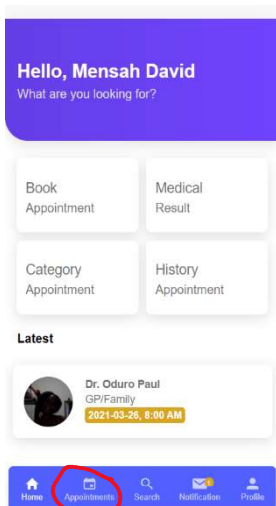 Hello, Mensah David
What are you looking for?
Book
Appointment
Medical
Result
Category
Appointment
History
Appointment
Latest
Dr. Oduro Paul
GP/Family
2021-03-26, 8:00 AM
Home
Appointments
Search
Notification
Profile